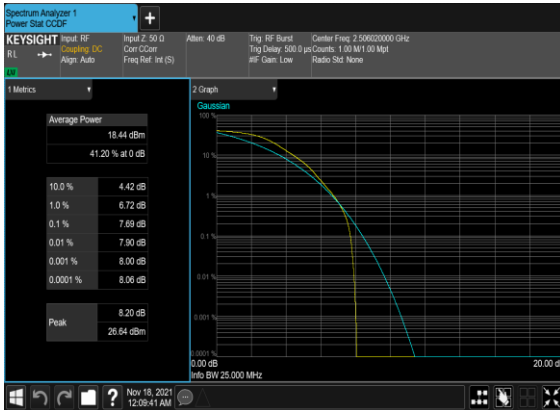 Spectrum Analyzer 1
Power Stat CCDF
KEYSIGHT
RL
LW
Input: RF
Coupling: DC
Align: Auto
Input Z: 50 Ω
Corr CCorr
Freq Ref: Int (S)
Atten: 40 dB
Trig: RF Burst
Trig Delay: 500.0 µs
#IF Gain: Low
Center Freq: 2.506020000 GHz
Counts: 1.00 M/1.00 Mpt
Radio Std: None
1 Metrics
Average Power
18.44 dBm
41.20 % at 0 dB
10.0 % 4.42 dB
1.0 % 6.72 dB
0.1 % 7.69 dB
0.01 % 7.90 dB
0.001 % 8.00 dB
0.0001 % 8.06 dB
Peak
8.20 dB
26.64 dBm
2 Graph
Gaussian
100 %
10 %
1 %
0.1 %
0.01 %
0.001 %
0.0001 %
0.00 dB
20.00 d
Info BW 25.000 MHz
Nov 18, 2021
12:09:41 AM